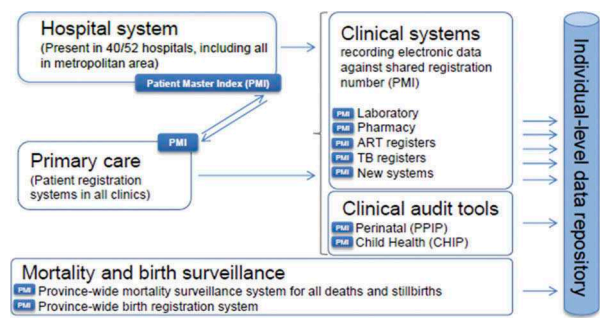 Hospital system
(Present in 40/52 hospitals, including all
in metropolitan area)
Patient Master Index (PMI)
PMI
Primary care
(Patient registration
systems in all clinics)
Clinical systems
recording electronic data
against shared registration
number (PMI)
PMI Laboratory
PMI Pharmacy
PMI ART registers
PMI TB registers
PMI New systems
Clinical audit tools
PMI Perinatal (PPIP)
PMI Child Health (CHIP)
Mortality and birth surveillance
PMI Province-wide mortality surveillance system for all deaths and stillbirths
PMI Province-wide birth registration system
Individual-level data repository